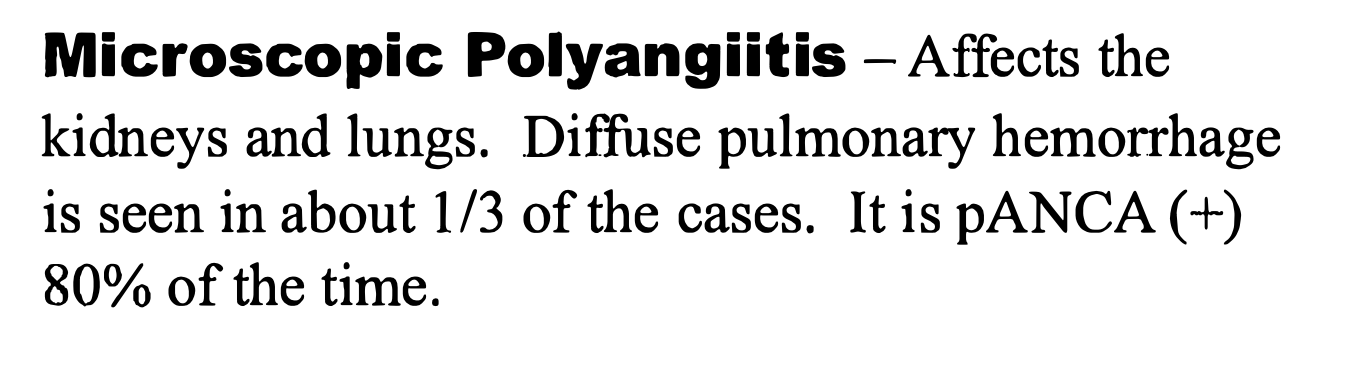 Microscopic Polyangiitis – Affects the
kidneys and lungs. Diffuse pulmonary hemorrhage
is seen in about 1/3 of the cases. It is pANCA (+)
80% of the time.